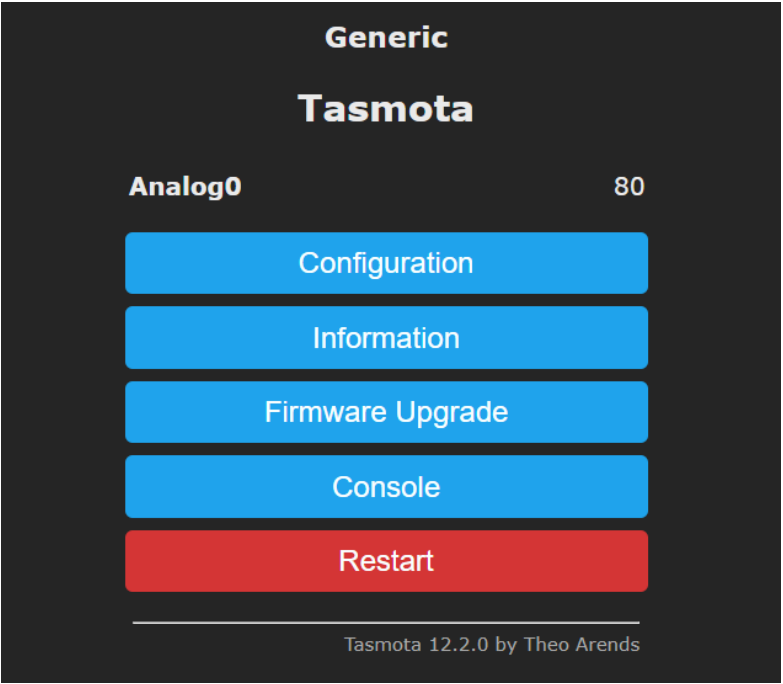 Generic
Tasmota
Analog0 80
Configuration
Information
Firmware Upgrade
Console
Restart
Tasmota 12.2.0 by Theo Arends